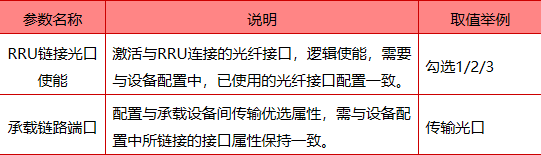 参数名称 说明 取值举例
RRU链接光口 激活与RRU连接的光纤接口，逻辑使能，需要
使能 与设备配置中，已使用的光纤接口配置一致。 勾选1/2/3
承载链路端口 配置与承载设备间传输优选属性，需与设备配
置中所链接的接口属性保持一致。 传输光口